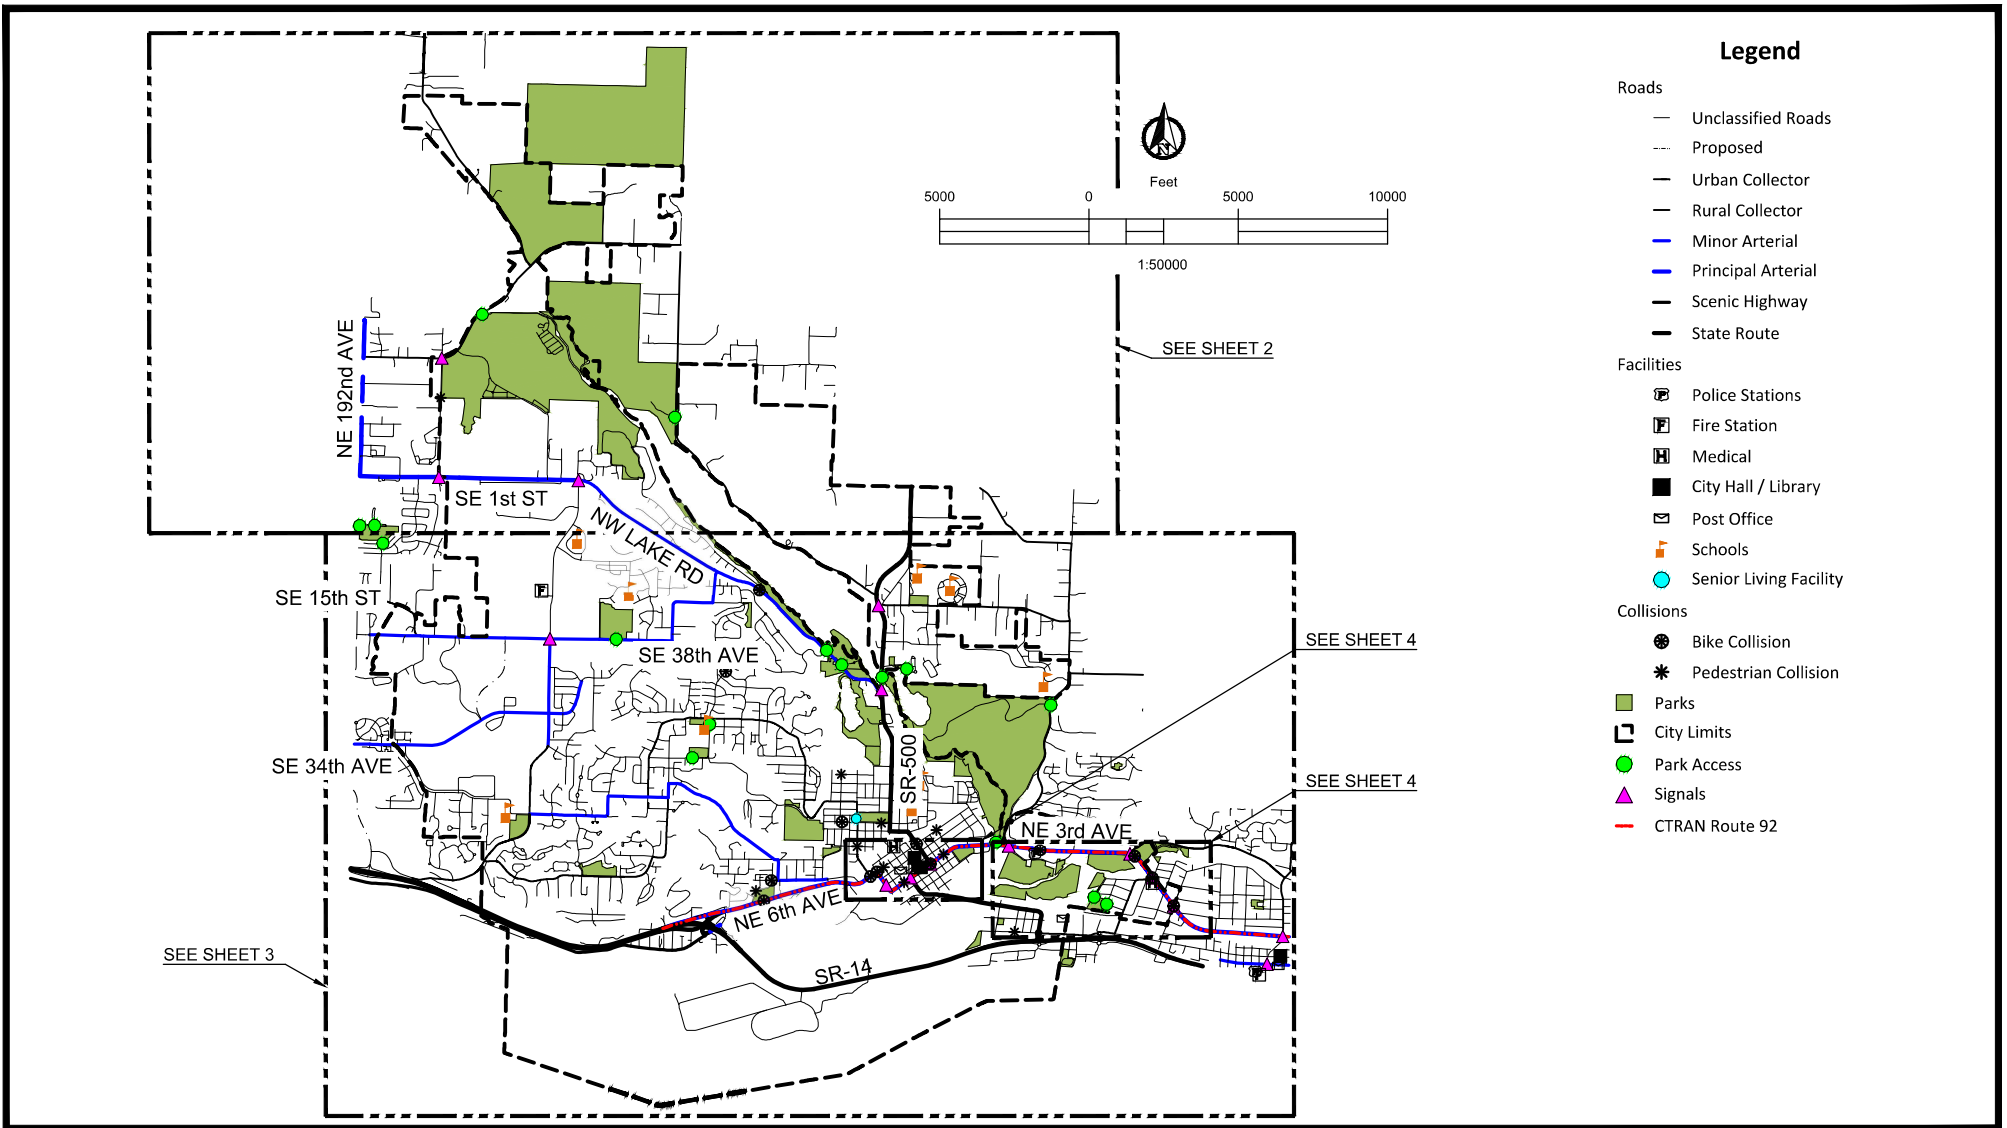 Legend
Roads
Unclassified Roads
Proposed
Urban Collector
Rural Collector
Minor Arterial
Principal Arterial
Scenic Highway
State Route
Facilities
Police Stations
Fire Station
Medical
City Hall / Library
Post Office
Schools
Senior Living Facility
Collisions
Bike Collision
Pedestrian Collision
Parks
City Limits
Park Access
Signals
CTRAN Route 92
N
Feet
5000 0 5000 10000
1:50000
SEE SHEET 2
NE 192nd AVE
SE 1st ST
NW LAKE RD
SE 15th ST
SE 38th AVE
SEE SHEET 4
SE 34th AVE
SR-500
SEE SHEET 4
NE 3rd AVE
NE 6th AVE
SEE SHEET 3
SR-14